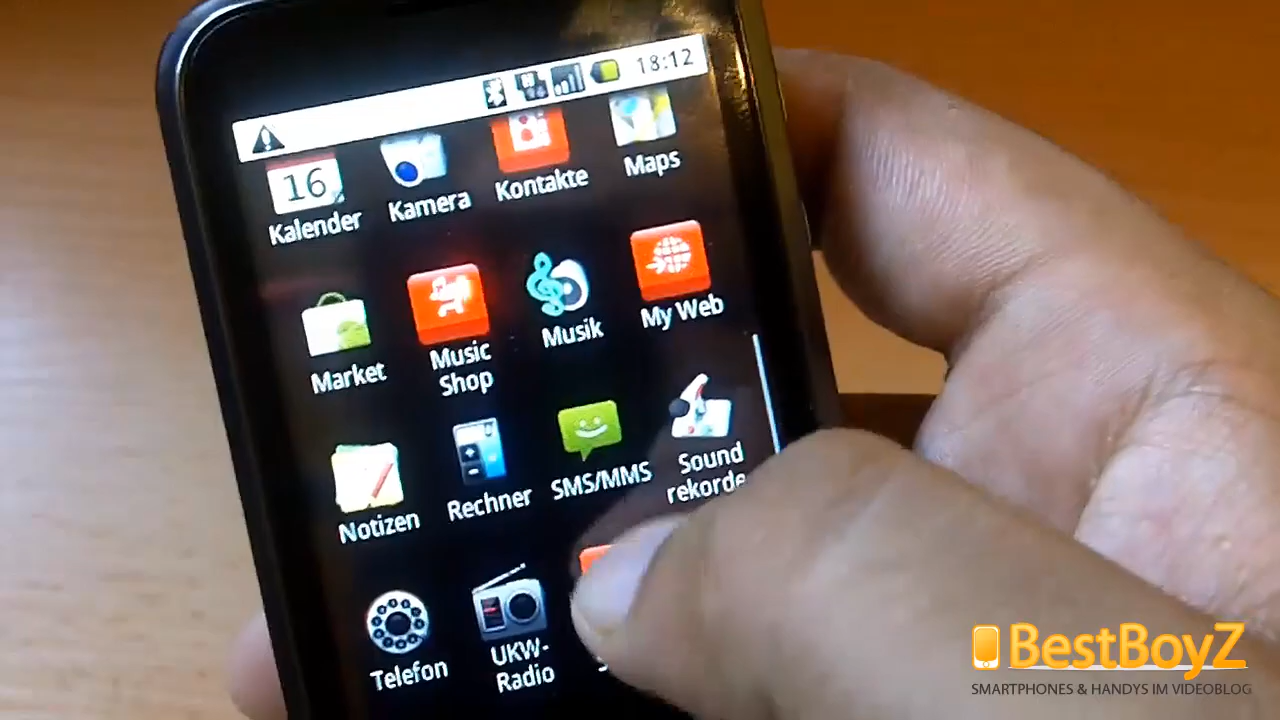 18:12
16
Kalender
Kamera
Kontakte
Maps
Market
Music
Shop
Musik
My Web
Notizen
Rechner
SMS/MMS
Sound
rekorde
Telefon
UKW-
Radio
BestBoyZ
SMARTPHONES & HANDYS IM VIDEOBLOG